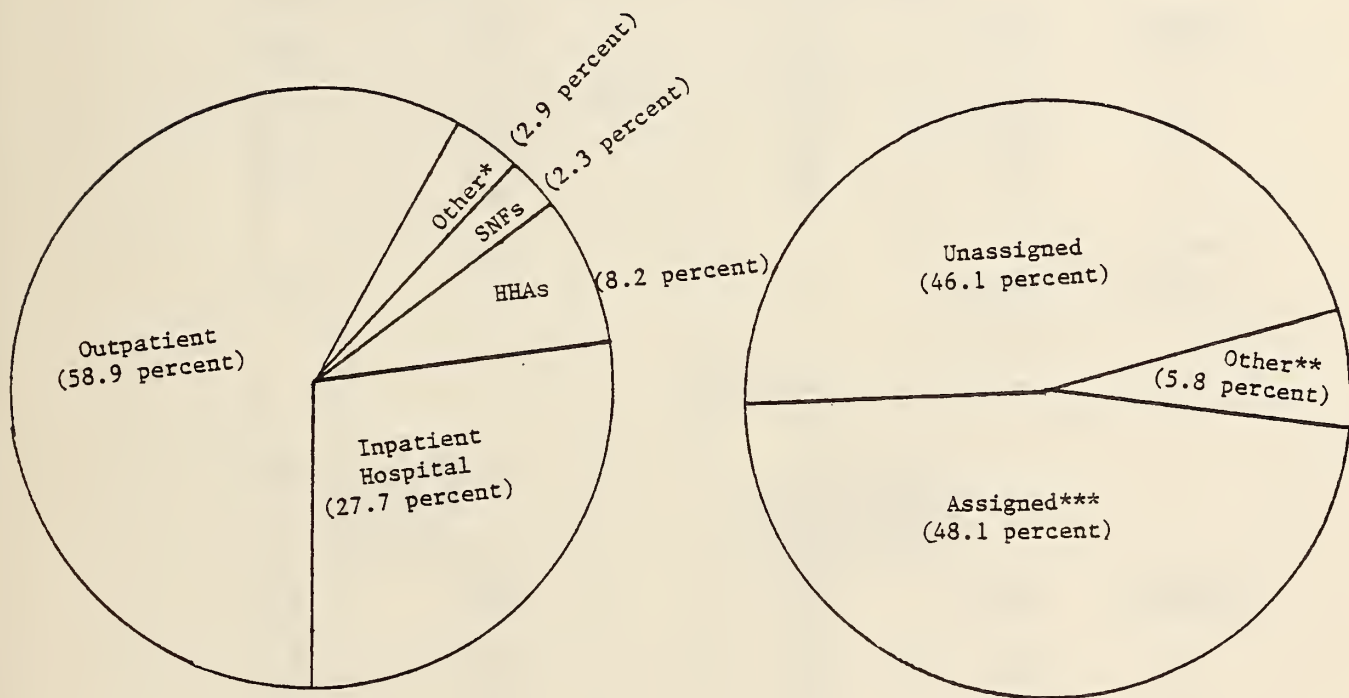 (2.9 percent)
(2.3 percent)
Other*
SNFs
HHAs
(8.2 percent)
Outpatient
(58.9 percent)
Inpatient
Hospital
(27.7 percent)
Unassigned
(46.1 percent)
Other**
(5.8 percent)
Assigned***
(48.1 percent)